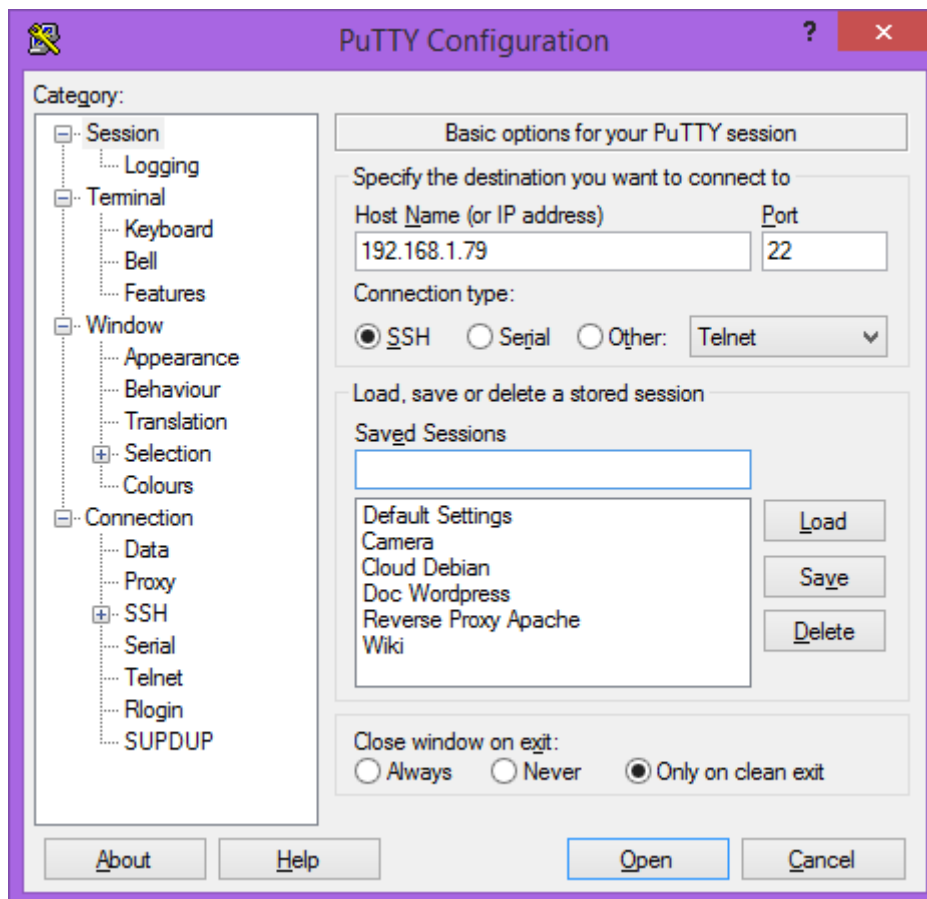 PuTTY Configuration
?
×
Category:
Session
Logging
Terminal
Keyboard
Bell
Features
Window
Appearance
Behaviour
Translation
Selection
Colours
Connection
Data
Proxy
SSH
Serial
Telnet
Rlogin
SUPDUP
Basic options for your PuTTY session
Specify the destination you want to connect to
Host Name (or IP address) Port
192.168.1.79 22
Connection type:
SSH Serial Other: Telnet
Load, save or delete a stored session
Saved Sessions
Default Settings
Camera
Cloud Debian
Doc Wordpress
Reverse Proxy Apache
Wiki
Load
Save
Delete
Close window on exit:
Always Never Only on clean exit
About Help Open Cancel